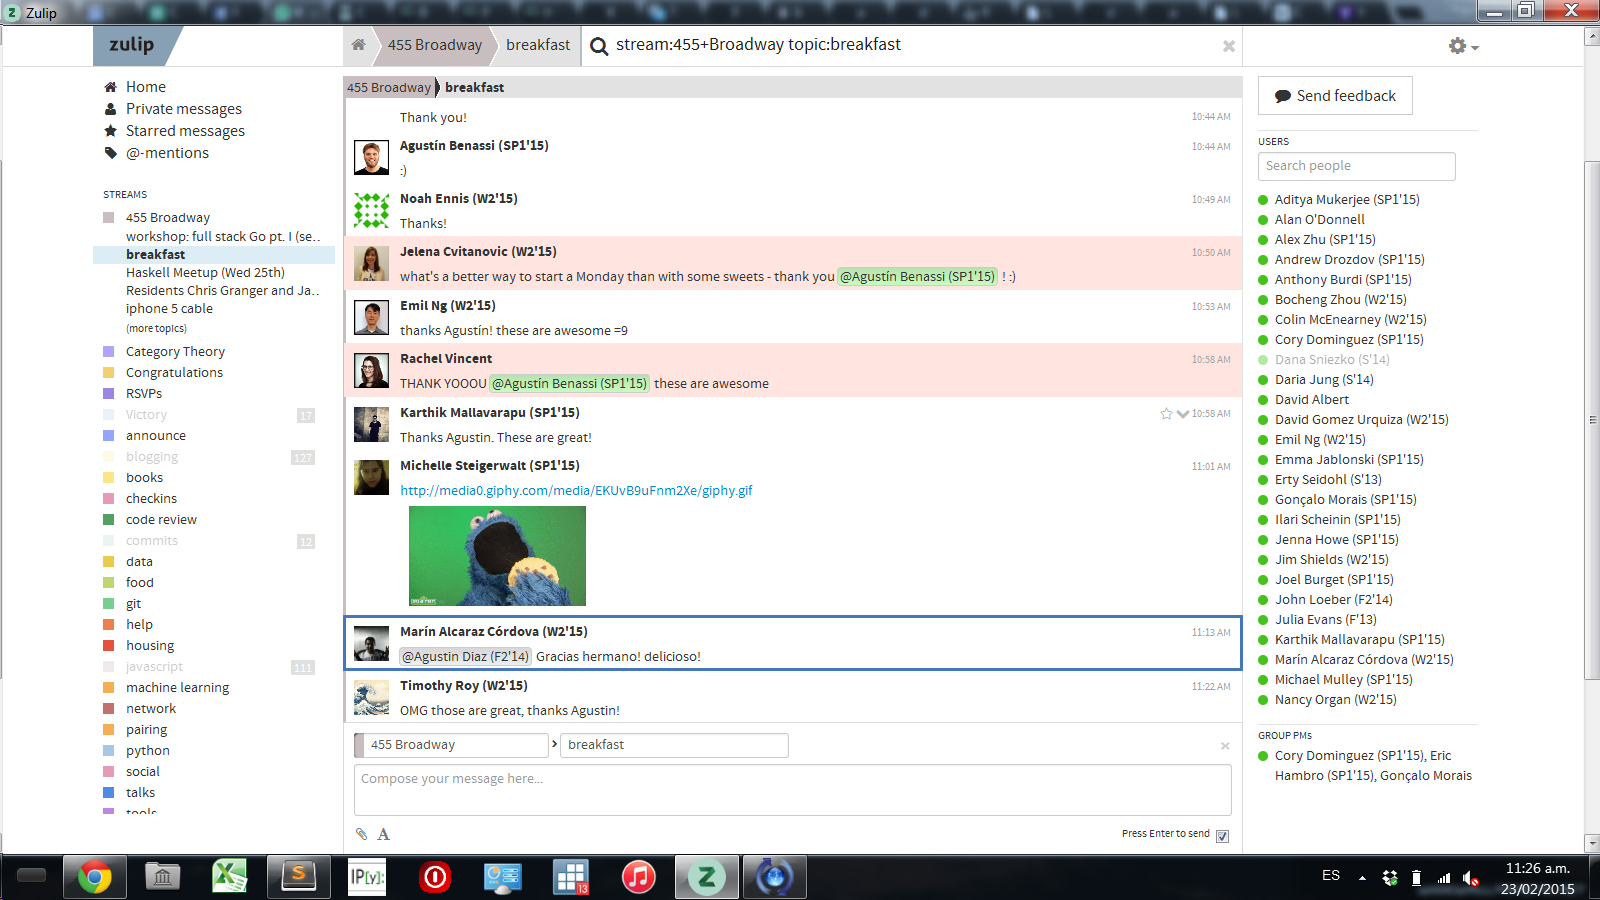 Zulip
zulip
455 Broadway
breakfast
stream:455+Broadway topic:breakfast
Home
Private messages
Starred messages
@-mentions
STREAMS
455 Broadway
workshop: full stack Go pt. I (se..
breakfast
Haskell Meetup (Wed 25th)
Residents Chris Granger and Ja..
iphone 5 cable
(more topics)
Category Theory
Congratulations
RSVPs
Victory 17
announce
blogging 127
books
checkins
code review
commits 12
data
food
git
help
housing
javascript 111
machine learning
network
pairing
python
social
talks
tools
455 Broadway breakfast
Thank you! 10:44 AM
Agustín Benassi (SP1'15) 10:44 AM
:)
Noah Ennis (W2'15) 10:49 AM
Thanks!
Jelena Cvitanovic (W2'15) 10:50 AM
what's a better way to start a Monday than with some sweets - thank you @Agustín Benassi (SP1'15) ! :)
Emil Ng (W2'15) 10:53 AM
thanks Agustín! these are awesome =9
Rachel Vincent 10:58 AM
THANK YOOOU @Agustín Benassi (SP1'15) these are awesome
Karthik Mallavarapu (SP1'15) 10:58 AM
Thanks Agustin. These are great!
Michelle Steigerwalt (SP1'15) 11:01 AM
http://media0.giphy.com/media/EKUvB9uFnm2Xe/giphy.gif
Marín Alcaraz Córdova (W2'15) 11:13 AM
@Agustin Diaz (F2'14) Gracias hermano! delicioso!
Timothy Roy (W2'15) 11:22 AM
OMG those are great, thanks Agustin!
455 Broadway › breakfast
Compose your message here...
A
Press Enter to send
Send feedback
USERS
Search people
Aditya Mukerjee (SP1'15)
Alan O'Donnell
Alex Zhu (SP1'15)
Andrew Drozdov (SP1'15)
Anthony Burdi (SP1'15)
Bocheng Zhou (W2'15)
Colin McEnearney (W2'15)
Cory Dominguez (SP1'15)
Dana Sniezko (S'14)
Daria Jung (S'14)
David Albert
David Gomez Urquiza (W2'15)
Emil Ng (W2'15)
Emma Jablonski (SP1'15)
Erty Seidohl (S'13)
Gonçalo Morais (SP1'15)
Ilari Scheinin (SP1'15)
Jenna Howe (SP1'15)
Jim Shields (W2'15)
Joel Burget (SP1'15)
John Loeber (F2'14)
Julia Evans (F'13)
Karthik Mallavarapu (SP1'15)
Marín Alcaraz Córdova (W2'15)
Michael Mulley (SP1'15)
Nancy Organ (W2'15)
GROUP PMs
Cory Dominguez (SP1'15), Eric
Hambro (SP1'15), Gonçalo Morais
IP[y]:
13
ES
11:26 a.m.
23/02/2015